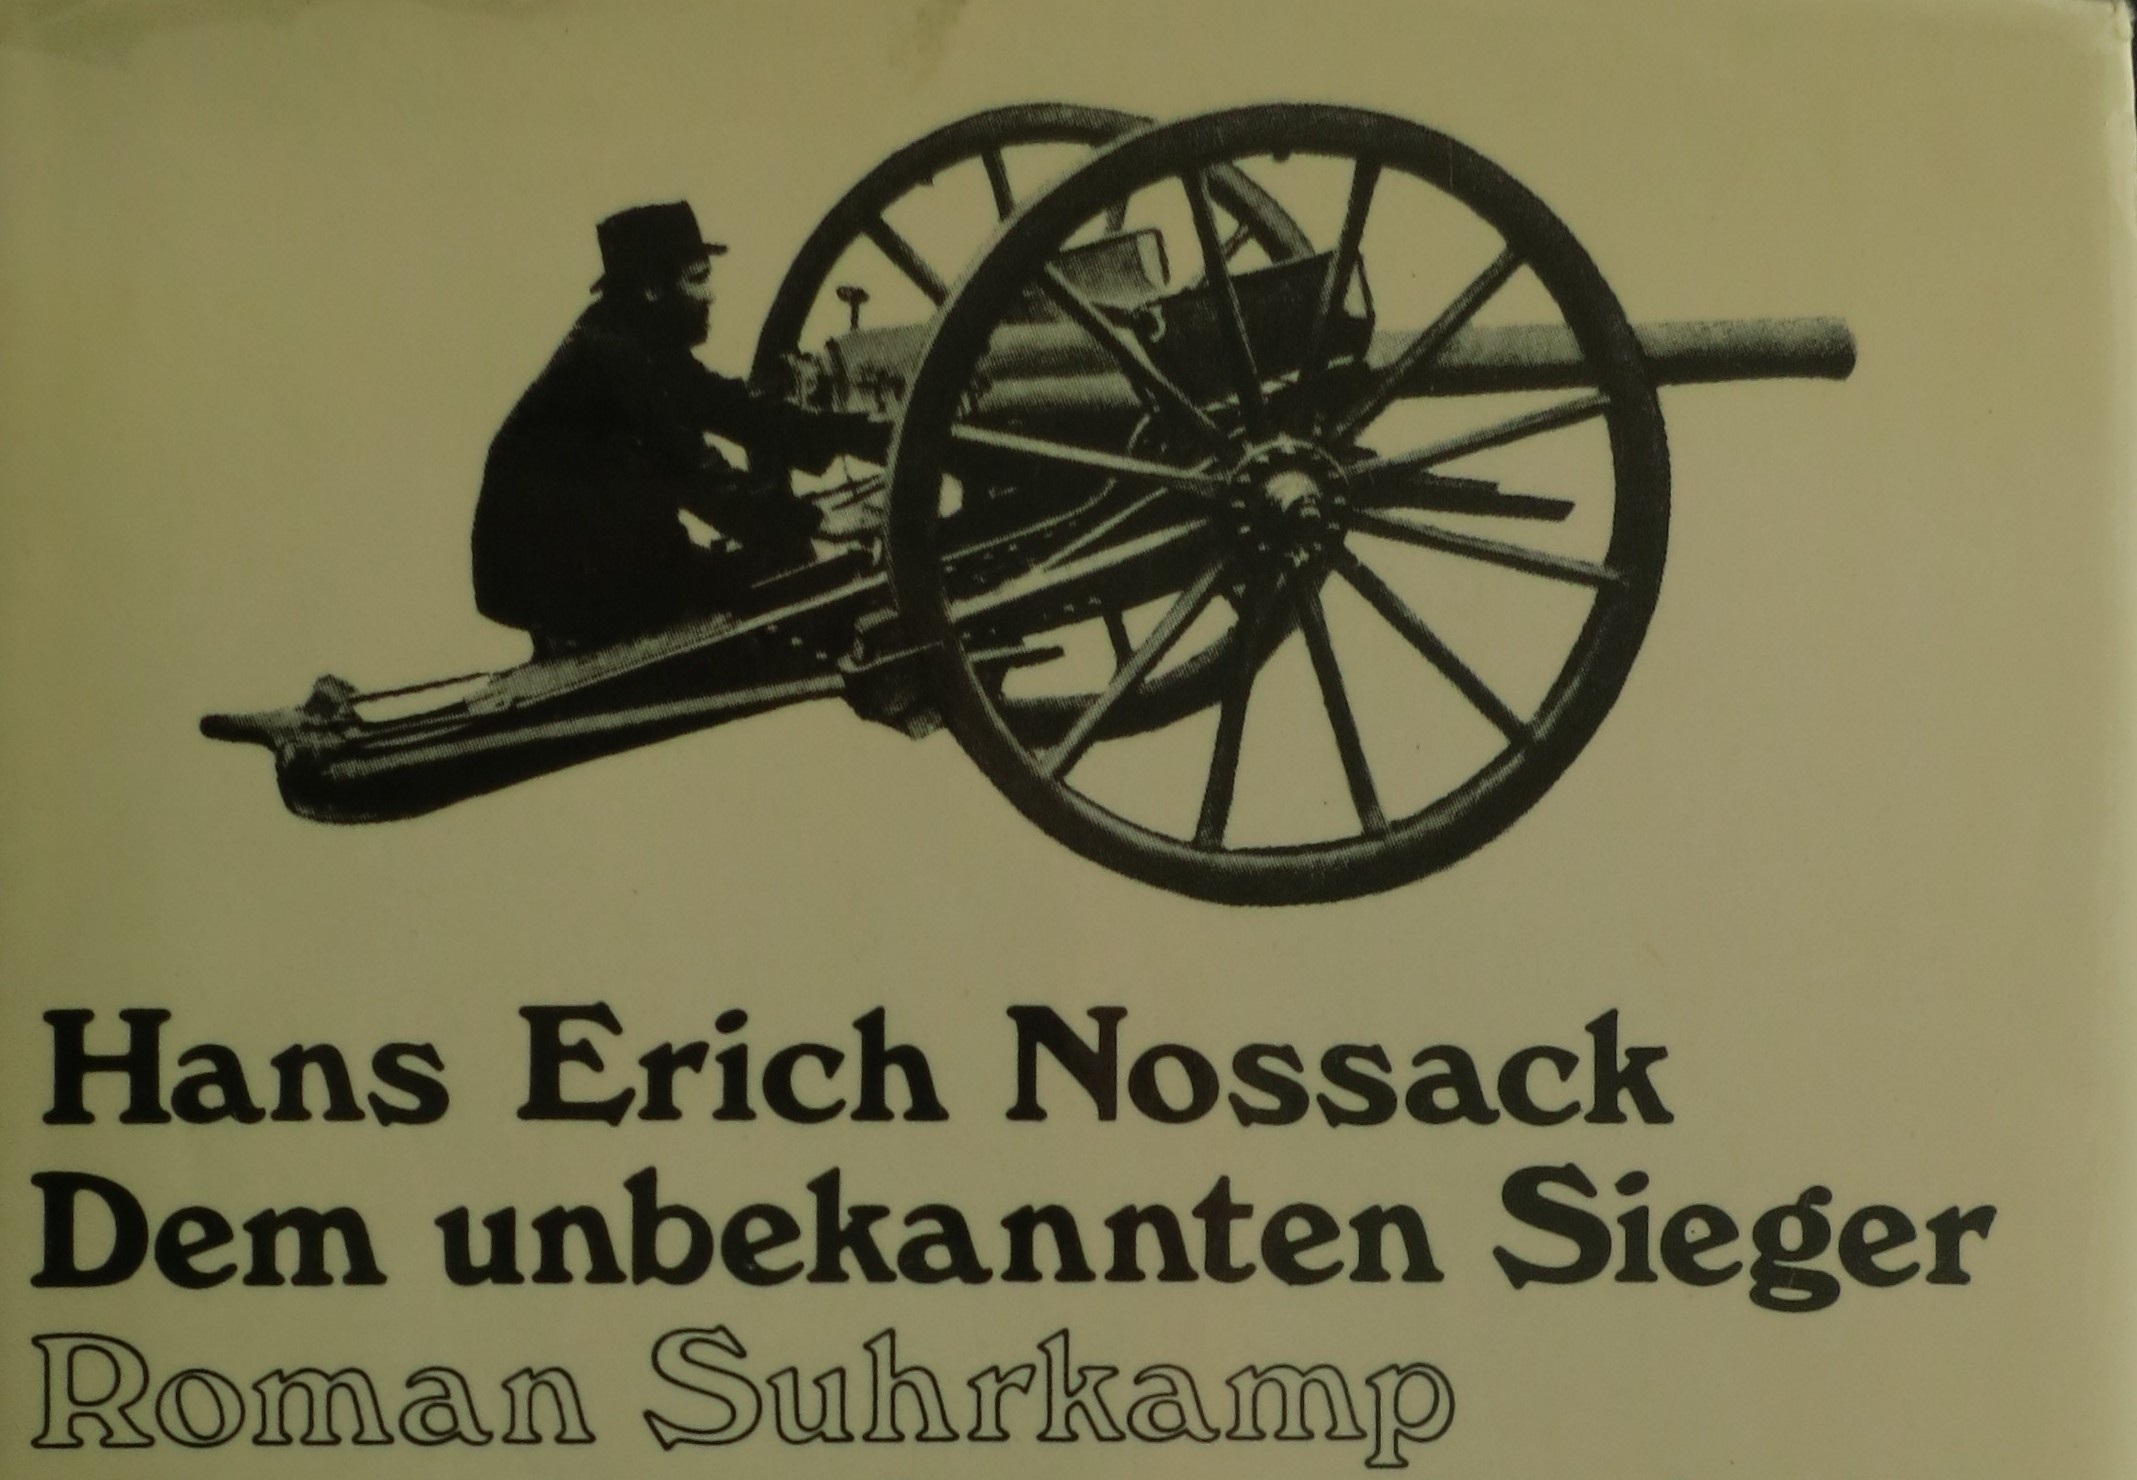 Hans Erich Nossack
Dem unbekannten Sieger
Roman Suhrkamp